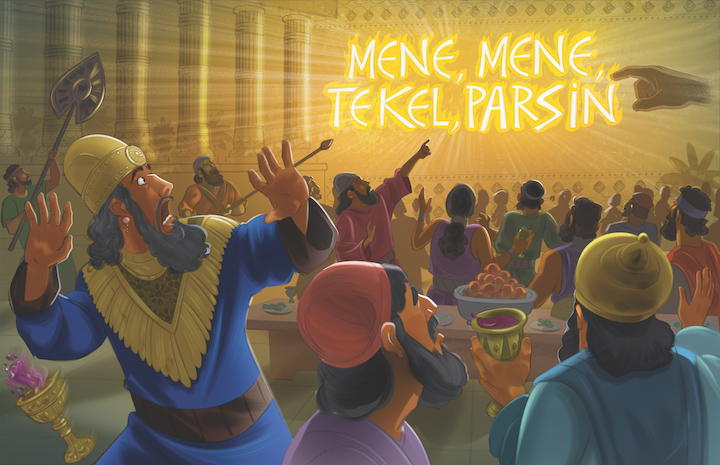 MENE, MENE,
TEKEL, PARSIN